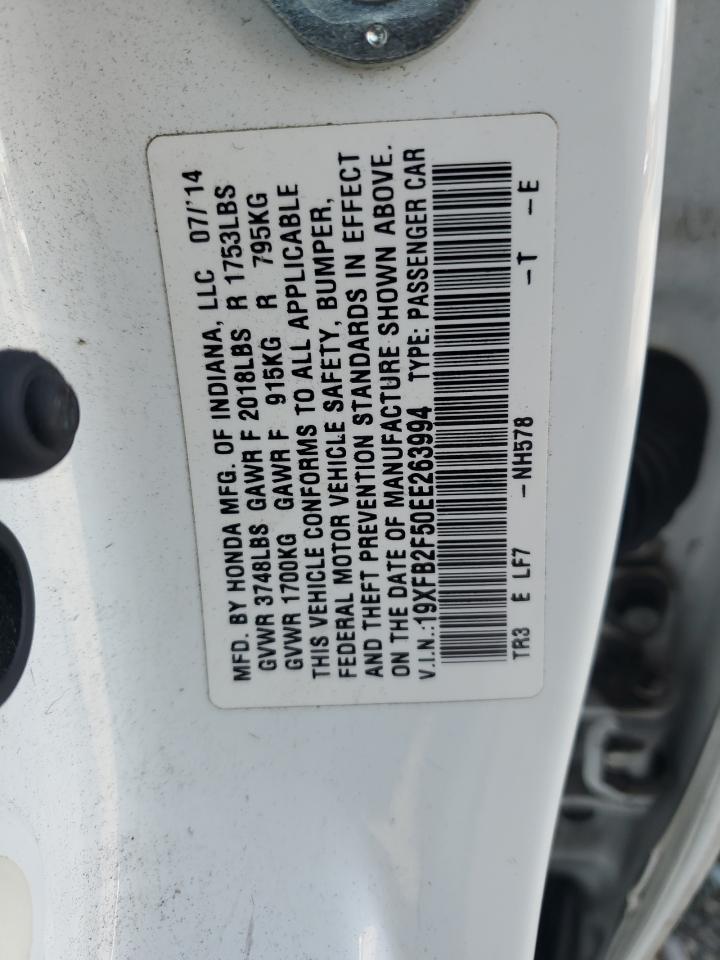 MFD. BY HONDA MFG. OF INDIANA, LLC 07/'14
GVWR 3748LBS GAWR F 2018LBS R 1753LBS
GVWR 1700KG GAWR F 915KG R 795KG
THIS VEHICLE CONFORMS TO ALL APPLICABLE
FEDERAL MOTOR VEHICLE SAFETY, BUMPER,
AND THEFT PREVENTION STANDARDS IN EFFECT
ON THE DATE OF MANUFACTURE SHOWN ABOVE.
V.I.N.:19XFB2F50EE263994 TYPE: PASSENGER CAR
TR3 E LF7 -NH578 -T -E